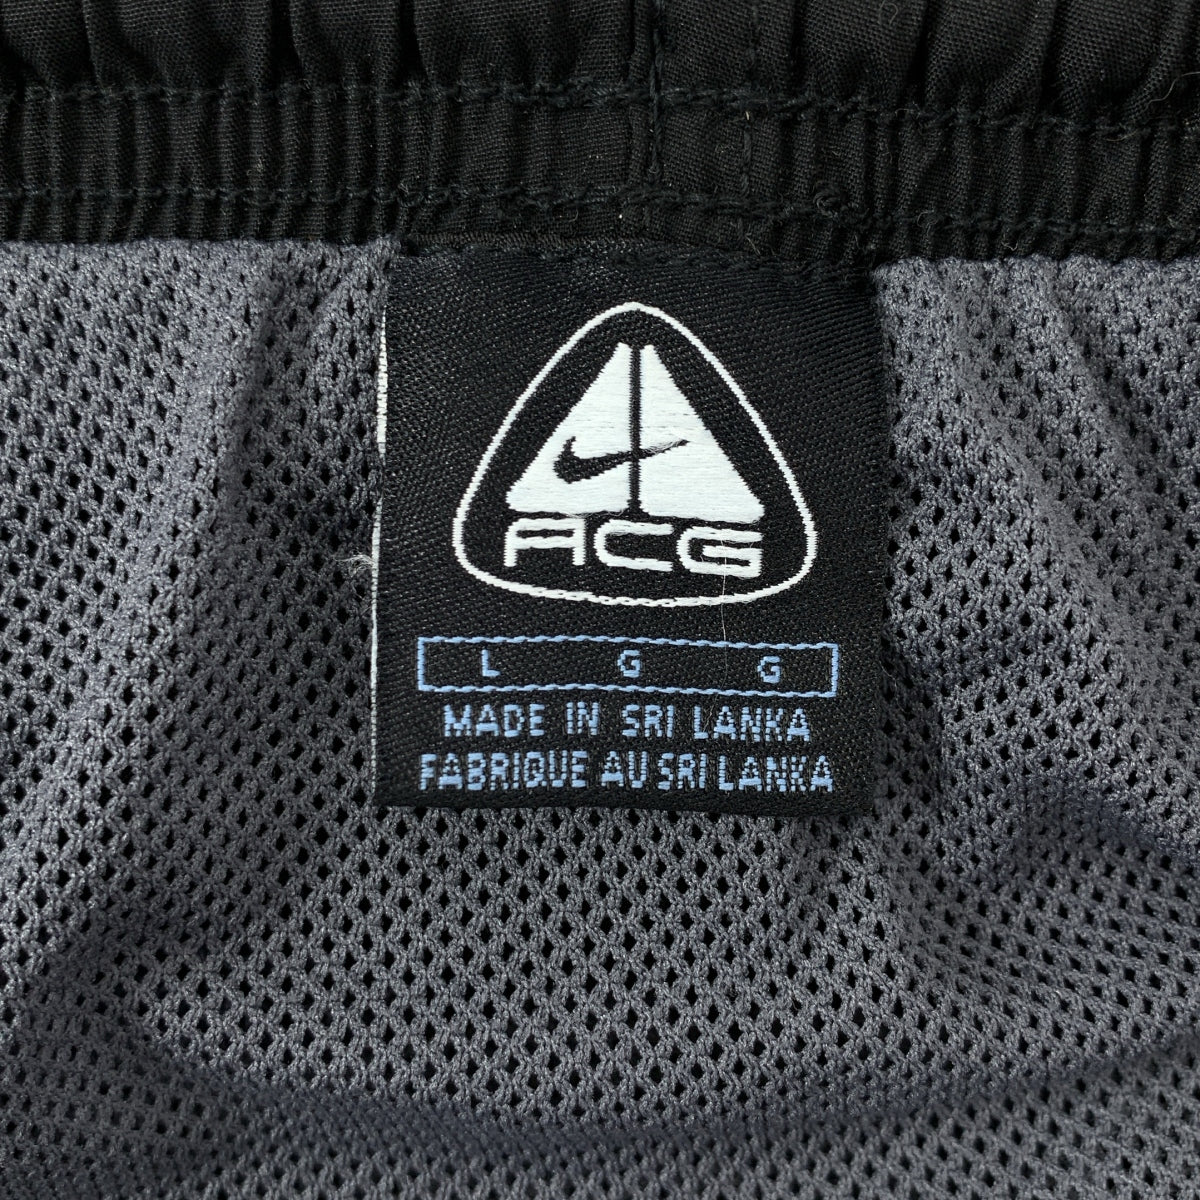 ACG
L G G
MADE IN SRI LANKA
FABRIQUE AU SRI LANKA